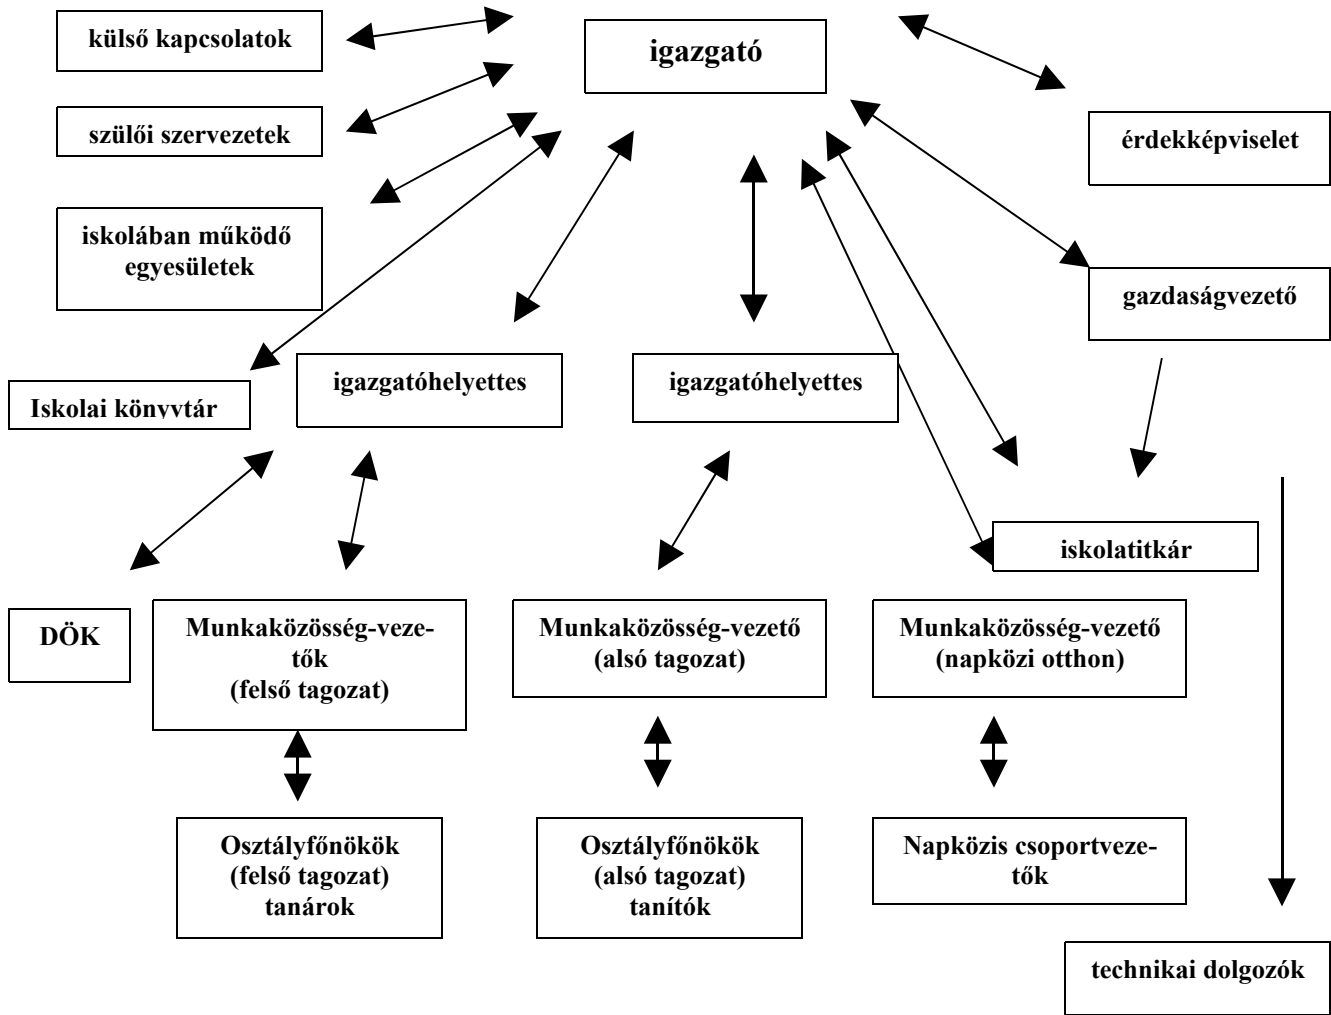 külső kapcsolatok
igazgató
szülői szervezetek
érdekképviselet
iskolában működő
egyesületek
gazdaságvezető
igazgatóhelyettes
igazgatóhelyettes
Iskolai könyvtár
iskolatitkár
DÖK
Munkaközösség-veze-
tők
(felső tagozat)
Munkaközösség-vezető
(alsó tagozat)
Munkaközösség-vezető
(napközi otthon)
Osztályfőnökök
(felső tagozat)
tanárok
Osztályfőnökök
(alsó tagozat)
tanítók
Napközis csoportveze-
tők
technikai dolgozók